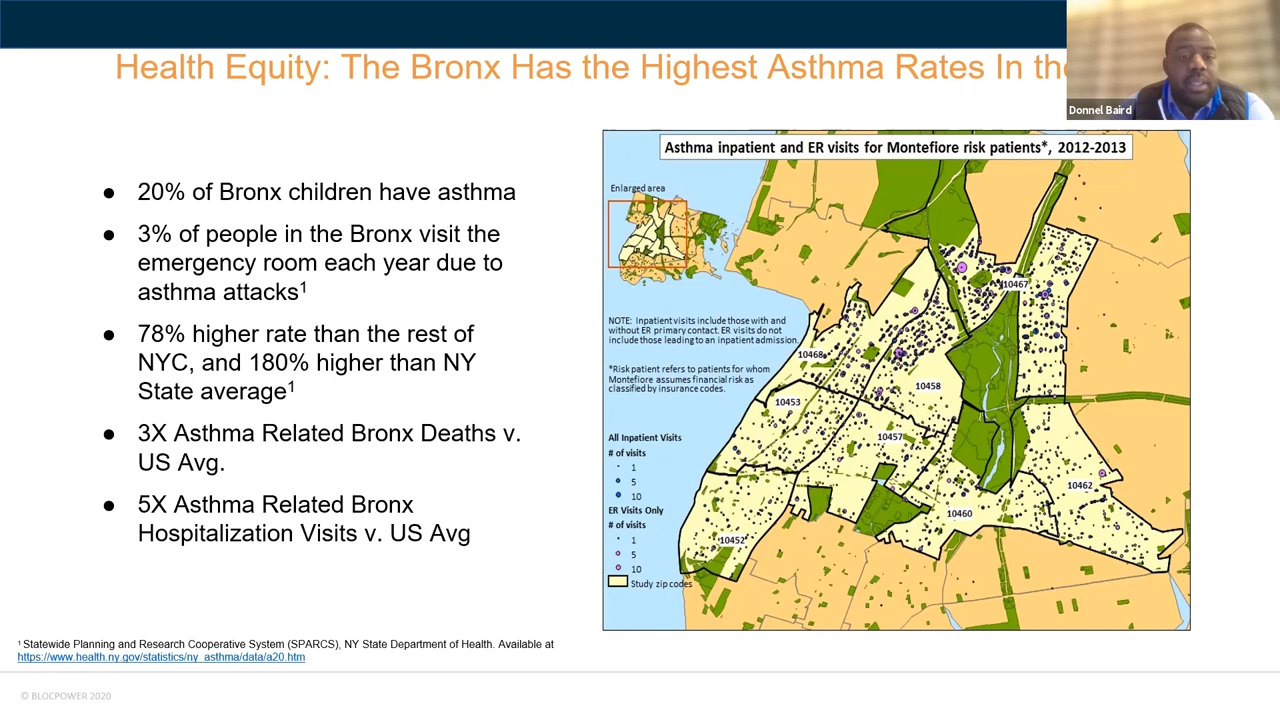 Health Equity: The Bronx Has the Highest Asthma Rates In the
Donnel Baird
● 20% of Bronx children have asthma
● 3% of people in the Bronx visit the
emergency room each year due to
asthma attacks¹
● 78% higher rate than the rest of
NYC, and 180% higher than NY
State average¹
● 3X Asthma Related Bronx Deaths v.
US Avg.
● 5X Asthma Related Bronx
Hospitalization Visits v. US Avg
Asthma inpatient and ER visits for Montefiore risk patients*, 2012-2013
Enlarged area
NOTE: Inpatient visits include those with and
without ER primary contact. ER visits do not
include those leading to an inpatient admission.
*Risk patient refers to patients for whom
Montefiore assumes financial risk as
classified by insurance codes.
All Inpatient Visits
# of visits
1
5
10
ER Visits Only
# of visits
1
5
10
Study zip codes
10467
10468
10458
10453
10457
10462
10460
10452
¹ Statewide Planning and Research Cooperative System (SPARCS), NY State Department of Health. Available at
https://www.health.ny.gov/statistics/ny_asthma/data/a20.htm
© BLOCPOWER 2020